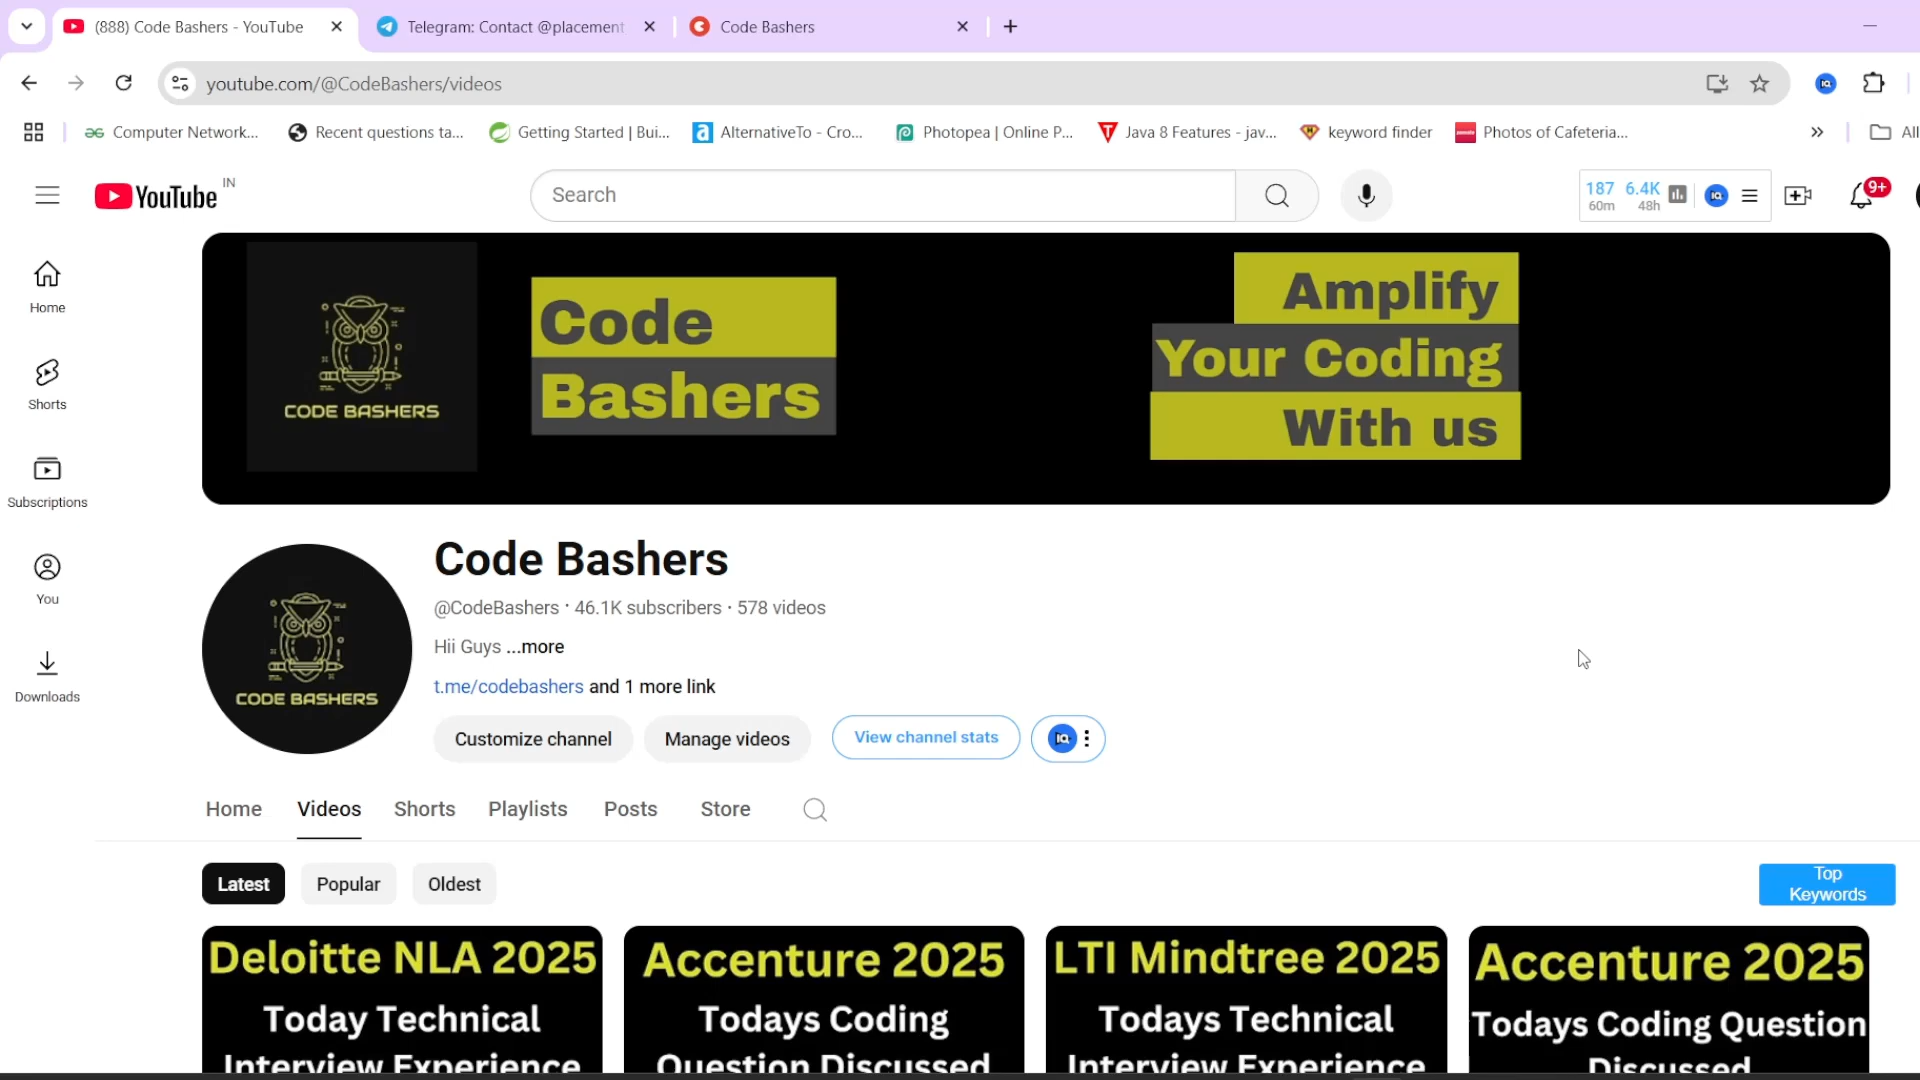 (888) Code Bashers - YouTube
Telegram: Contact @placement
Code Bashers
youtube.com/@CodeBashers/videos
Computer Network...
Recent questions ta...
Getting Started | Bui...
AlternativeTo - Cro...
Photopea | Online P...
Java 8 Features - jav...
keyword finder
Photos of Cafeteria...
All
YouTube IN
Search
187 6.4K
60m 48h
9+
Home
Shorts
Subscriptions
You
Downloads
CODE BASHERS
Code
Bashers
Amplify
Your Coding
With us
CODE BASHERS
Code Bashers
@CodeBashers • 46.1K subscribers • 578 videos
Hii Guys ...more
t.me/codebashers and 1 more link
Customize channel
Manage videos
View channel stats
Home
Videos
Shorts
Playlists
Posts
Store
Latest
Popular
Oldest
Top
Keywords
Deloitte NLA 2025
Today Technical
Interview Experience
Accenture 2025
Todays Coding
Question Discussed
LTI Mindtree 2025
Todays Technical
Interview Experience
Accenture 2025
Todays Coding Question
Discussed